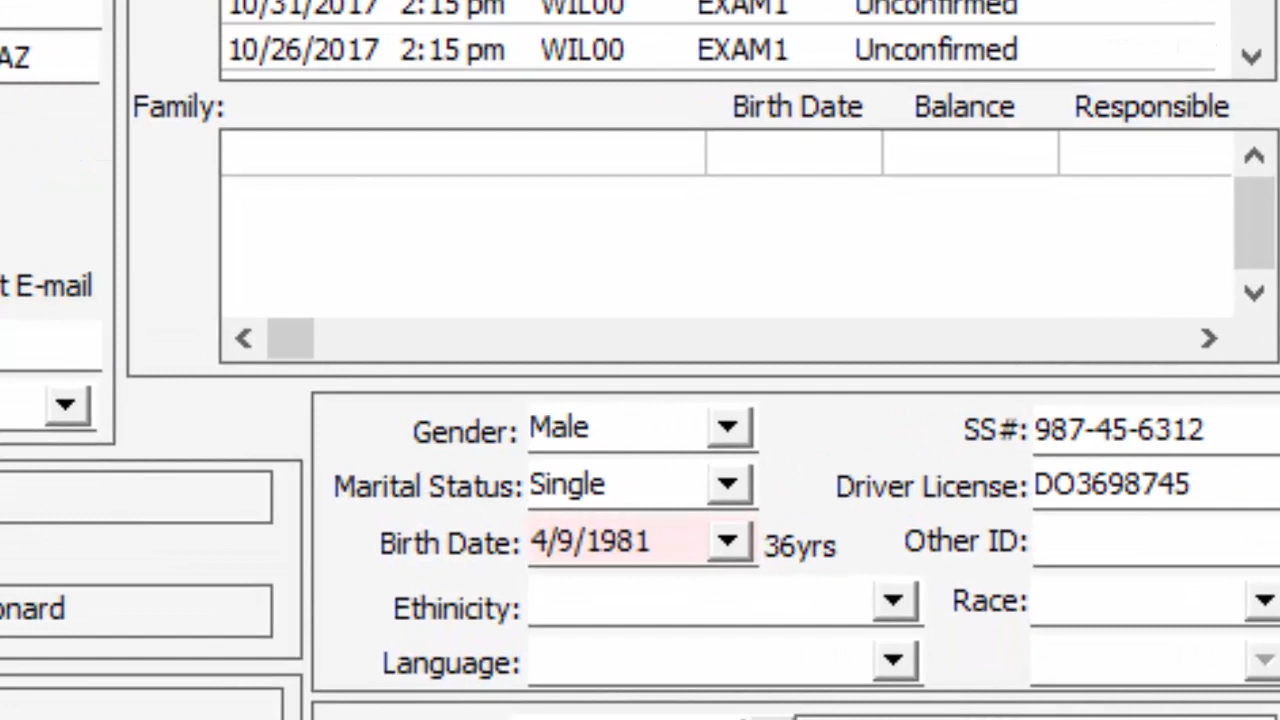 10/31/2017 2:15 pm WIL00 EXAM1 Unconfirmed
10/26/2017 2:15 pm WIL00 EXAM1 Unconfirmed
AZ
Family: Birth Date Balance Responsible
t E-mail
Gender: Male SS#: 987-45-6312
Marital Status: Single Driver License: DO3698745
Birth Date: 4/9/1981 36yrs Other ID:
Ethinicity: Race:
onard
Language: